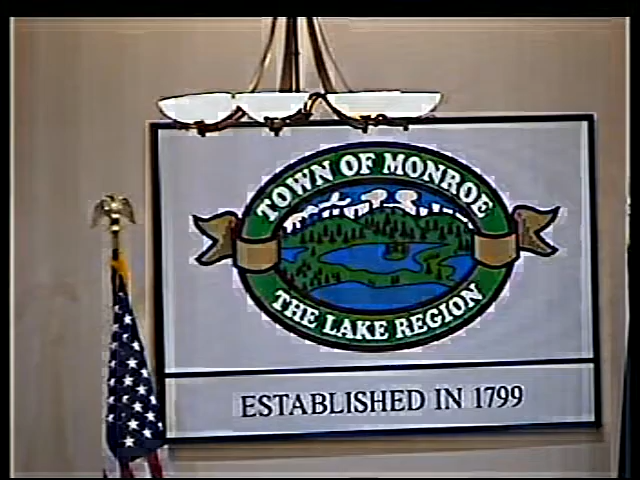 TOWN OF MONROE
THE LAKE REGION
ESTABLISHED IN 1799